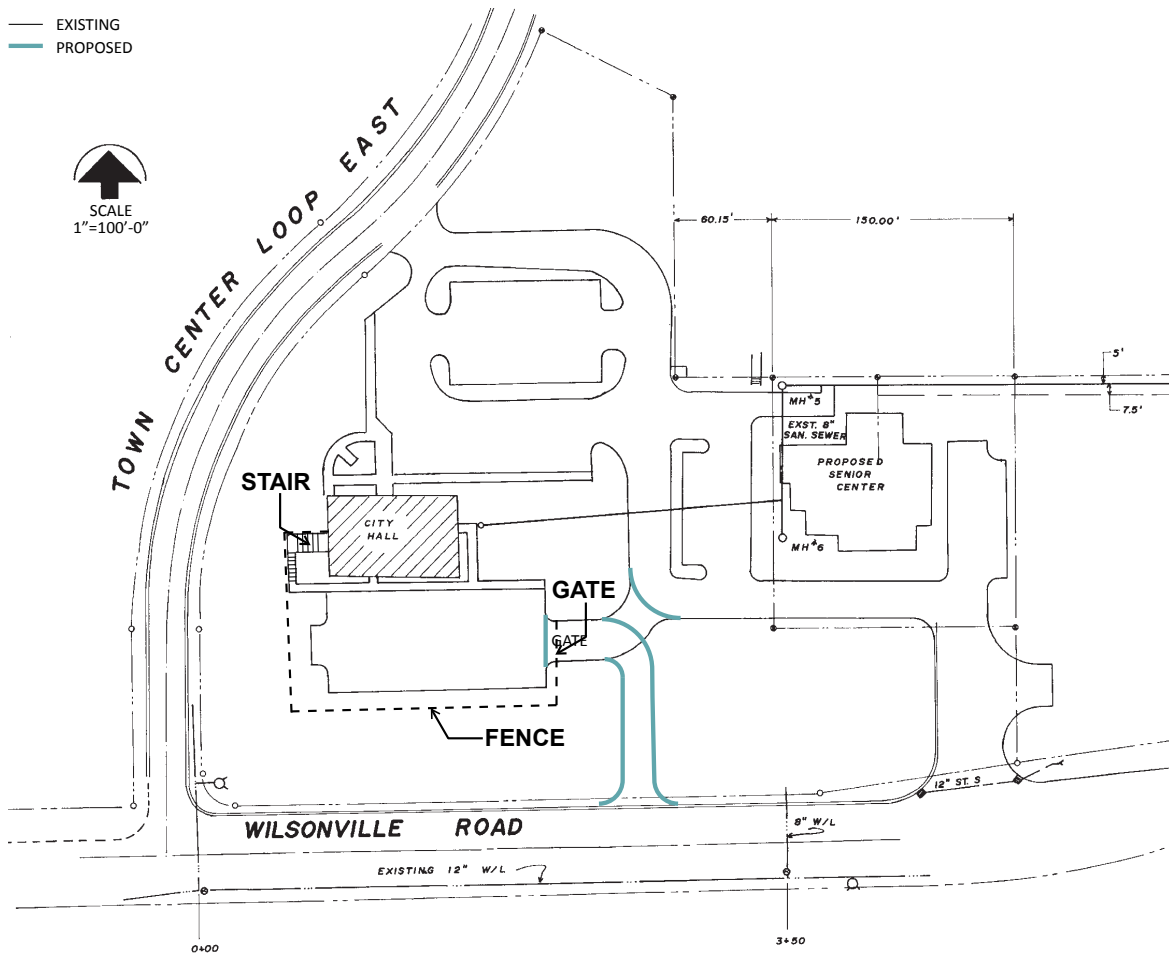 EXISTING
PROPOSED
SCALE
1"=100'-0"
TOWN CENTER LOOP EAST
60.15'
150.00'
5'
7.5'
MH#5
EXST. 8"
SAN. SEWER
PROPOSED
SENIOR
CENTER
MH#6
STAIR
CITY
HALL
GATE
GATE
FENCE
12" ST. S
WILSONVILLE ROAD
8" W/L
EXISTING 12" W/L
0+00
3+50